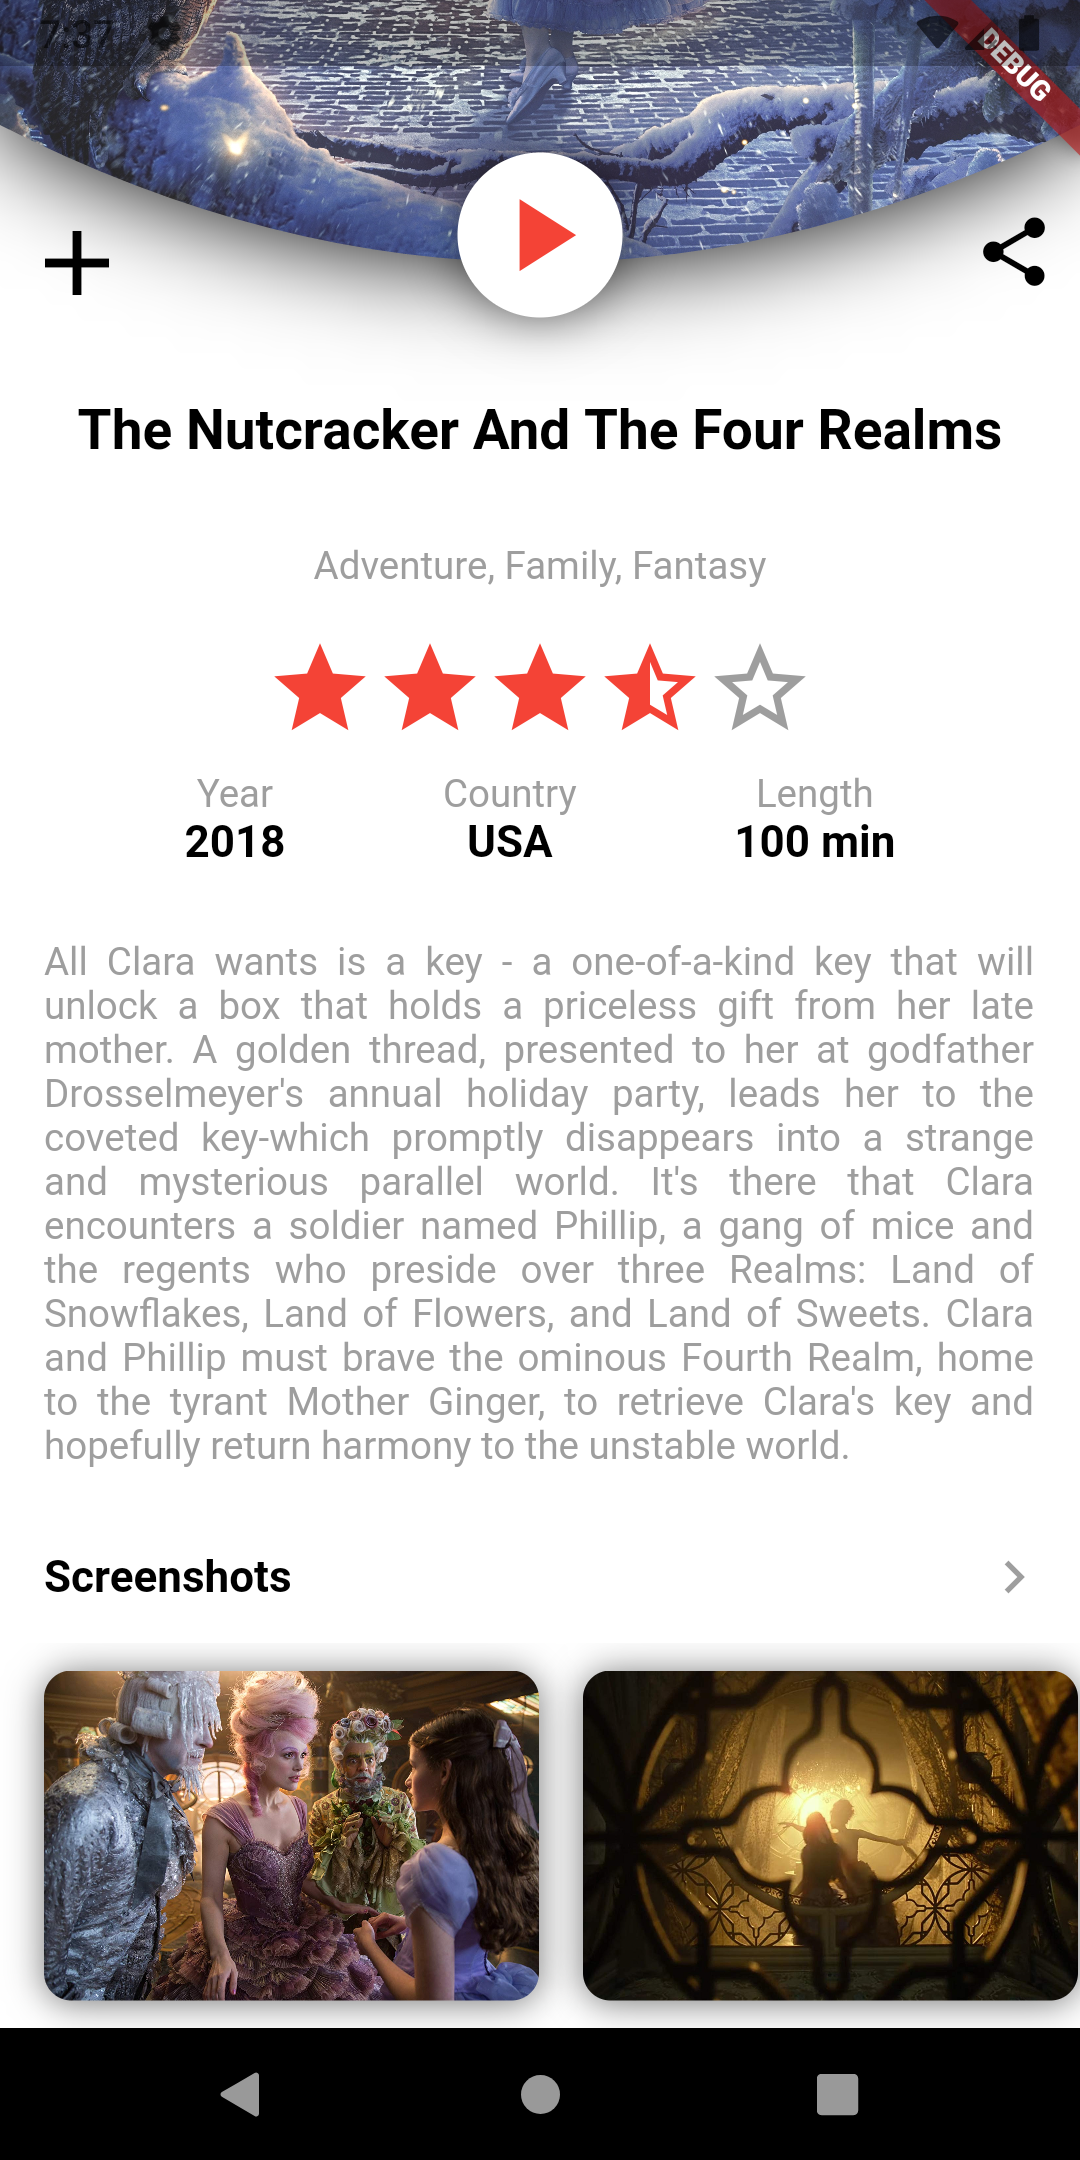 7:37
DEBUG
The Nutcracker And The Four Realms
Adventure, Family, Fantasy
Year Country Length
2018 USA 100 min
All Clara wants is a key - a one-of-a-kind key that will
unlock a box that holds a priceless gift from her late
mother. A golden thread, presented to her at godfather
Drosselmeyer's annual holiday party, leads her to the
coveted key-which promptly disappears into a strange
and mysterious parallel world. It's there that Clara
encounters a soldier named Phillip, a gang of mice and
the regents who preside over three Realms: Land of
Snowflakes, Land of Flowers, and Land of Sweets. Clara
and Phillip must brave the ominous Fourth Realm, home
to the tyrant Mother Ginger, to retrieve Clara's key and
hopefully return harmony to the unstable world.
Screenshots